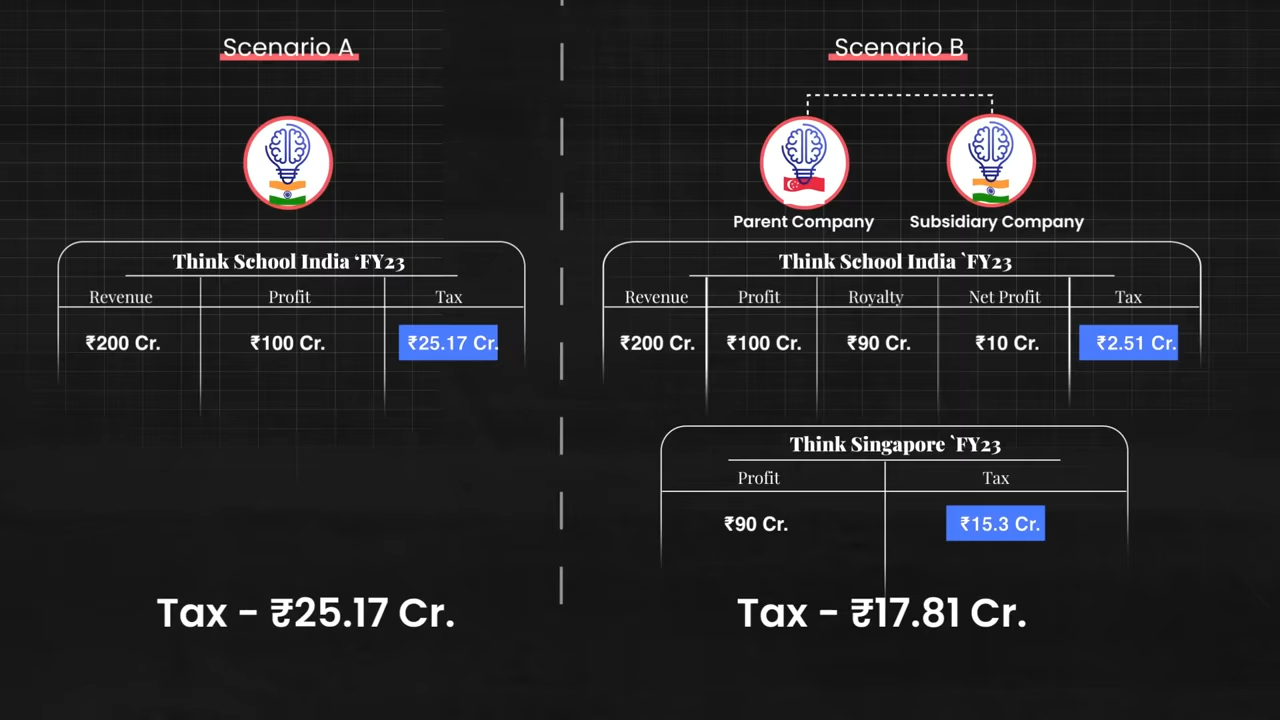 Scenario A
Think School India ‘FY23
Revenue Profit Tax
₹200 Cr. ₹100 Cr. ₹25.17 Cr.
Tax - ₹25.17 Cr.
Scenario B
Parent Company Subsidiary Company
Think School India `FY23
Revenue Profit Royalty Net Profit Tax
₹200 Cr. ₹100 Cr. ₹90 Cr. ₹10 Cr. ₹2.51 Cr.
Think Singapore `FY23
Profit Tax
₹90 Cr. ₹15.3 Cr.
Tax - ₹17.81 Cr.